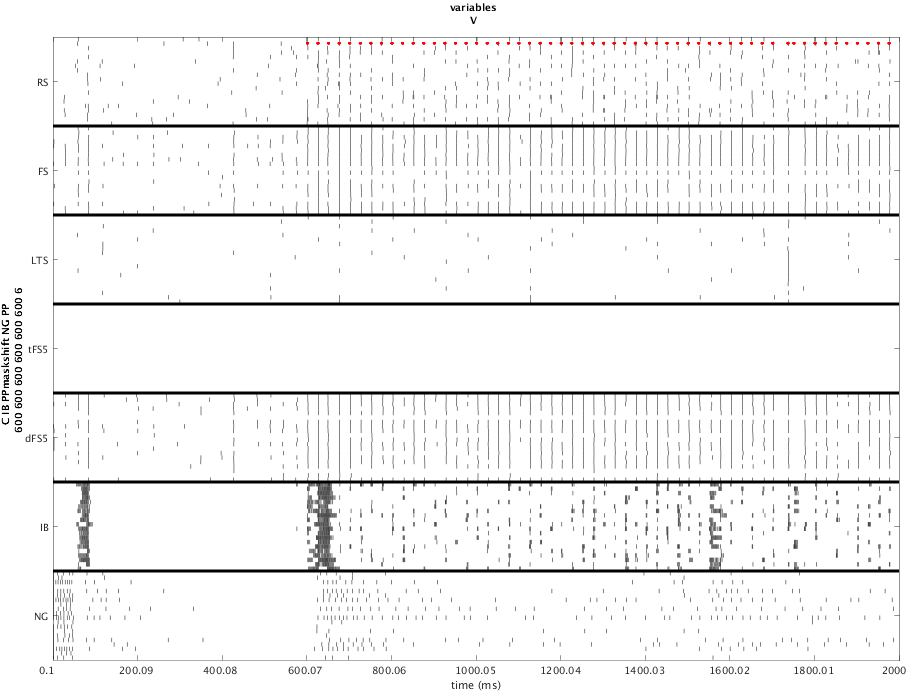 variables
V
RS
FS
LTS
tFS5
dFS5
IB
NG
C IB PPmaskshift NG PP
600 600 600 600 600 600 6
0.1 200.09 400.08 600.07 800.06 1000.05 1200.04 1400.03 1600.02 1800.01 2000
time (ms)